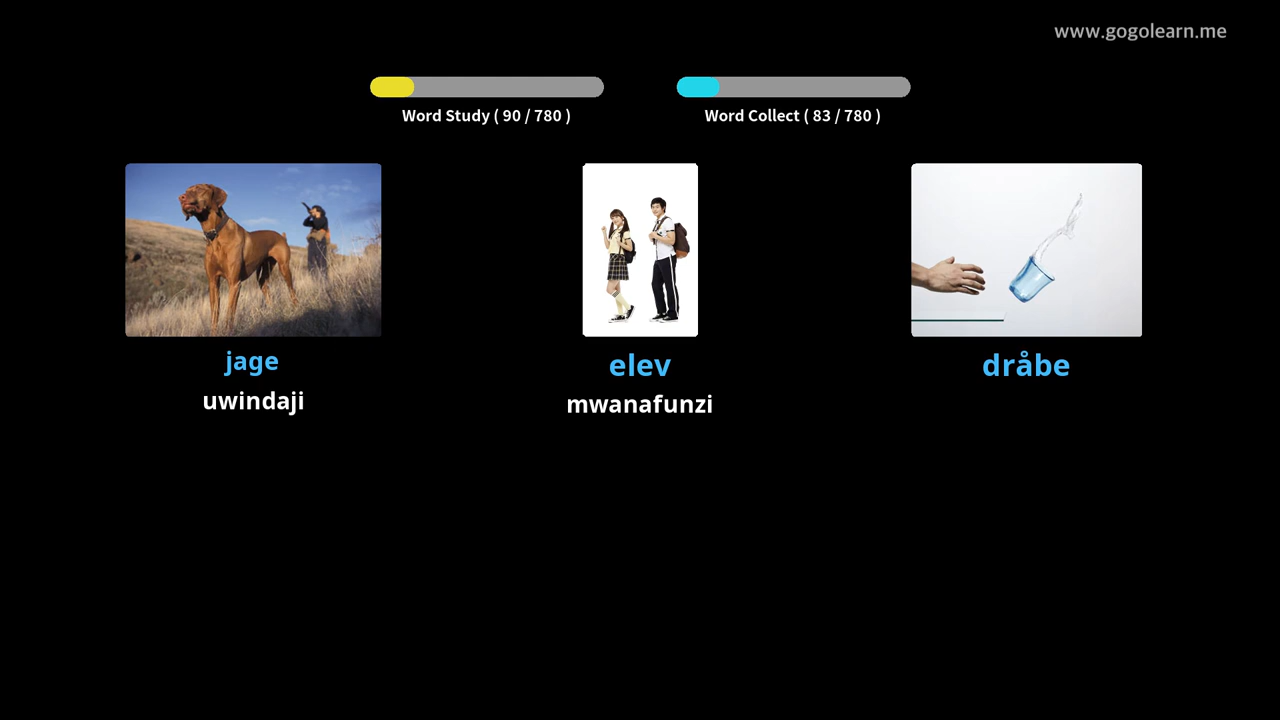 www.gogolearn.me
Word Study ( 90 / 780 )
Word Collect ( 83 / 780 )
jage
uwindaji
elev
mwanafunzi
dråbe